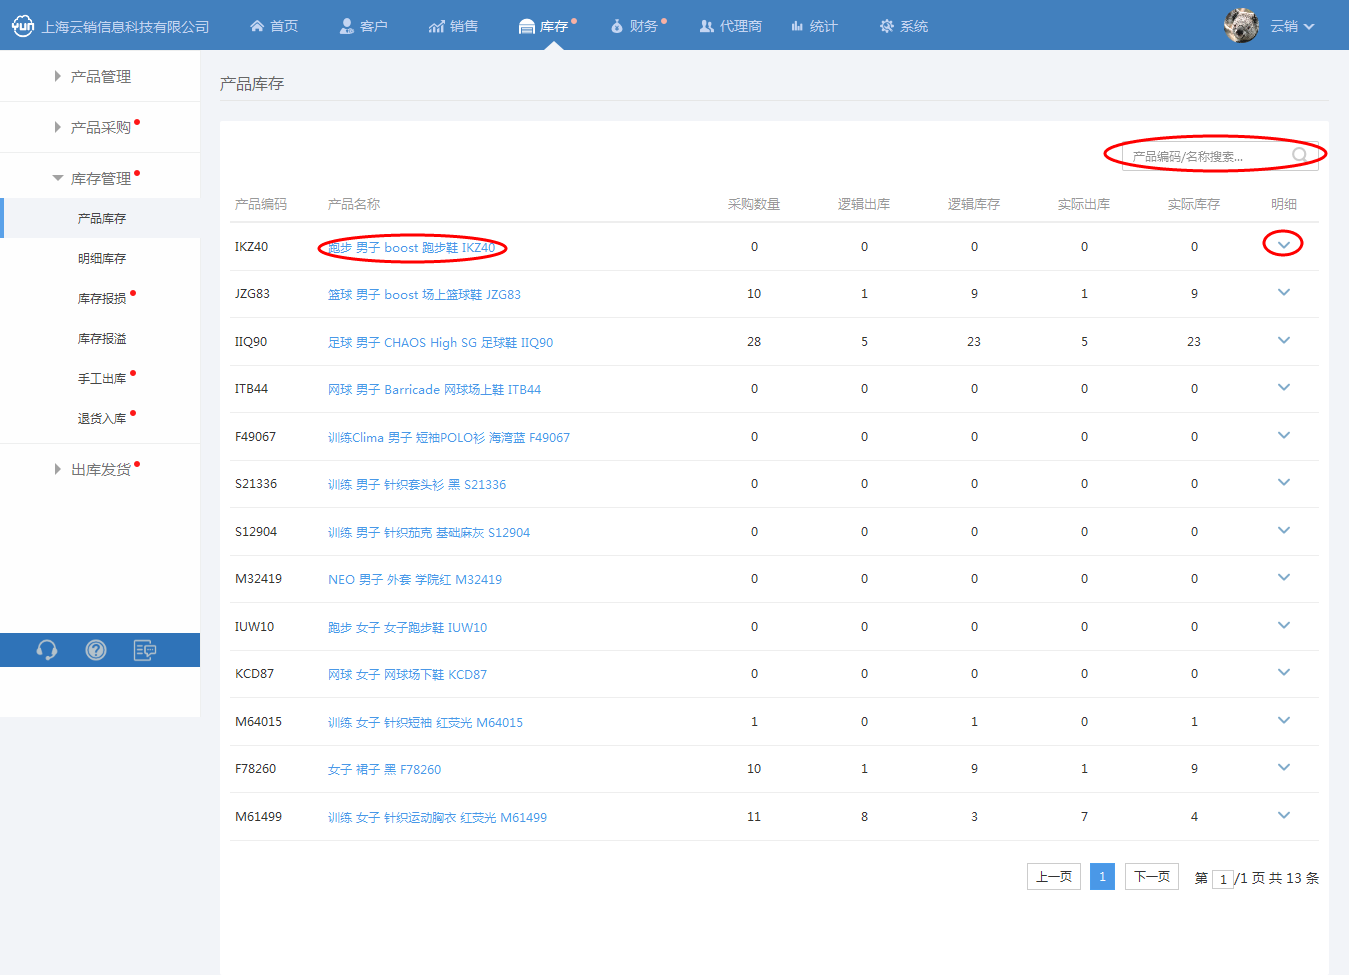 上海云销信息科技有限公司 首页 客户 销售 库存 财务 代理商 统计 系统 云销
产品管理
产品采购
库存管理
产品库存
明细库存
库存报损
库存报溢
手工出库
退货入库
出库发货
产品库存
产品编码/名称搜索...
产品编码 产品名称 采购数量 逻辑出库 逻辑库存 实际出库 实际库存 明细
IKZ40 跑步 男子 boost 跑步鞋 IKZ40 0 0 0 0 0
JZG83 篮球 男子 boost 场上篮球鞋 JZG83 10 1 9 1 9
IIQ90 足球 男子 CHAOS High SG 足球鞋 IIQ90 28 5 23 5 23
ITB44 网球 男子 Barricade 网球场上鞋 ITB44 0 0 0 0 0
F49067 训练Clima 男子 短袖POLO衫 海湾蓝 F49067 0 0 0 0 0
S21336 训练 男子 针织套头衫 黑 S21336 0 0 0 0 0
S12904 训练 男子 针织茄克 基础麻灰 S12904 0 0 0 0 0
M32419 NEO 男子 外套 学院红 M32419 0 0 0 0 0
IUW10 跑步 女子 女子跑步鞋 IUW10 0 0 0 0 0
KCD87 网球 女子 网球场下鞋 KCD87 0 0 0 0 0
M64015 训练 女子 针织短袖 红荧光 M64015 1 0 1 0 1
F78260 女子 裙子 黑 F78260 10 1 9 1 9
M61499 训练 女子 针织运动胸衣 红荧光 M61499 11 8 3 7 4
上一页 1 下一页 第 1 /1 页 共 13 条